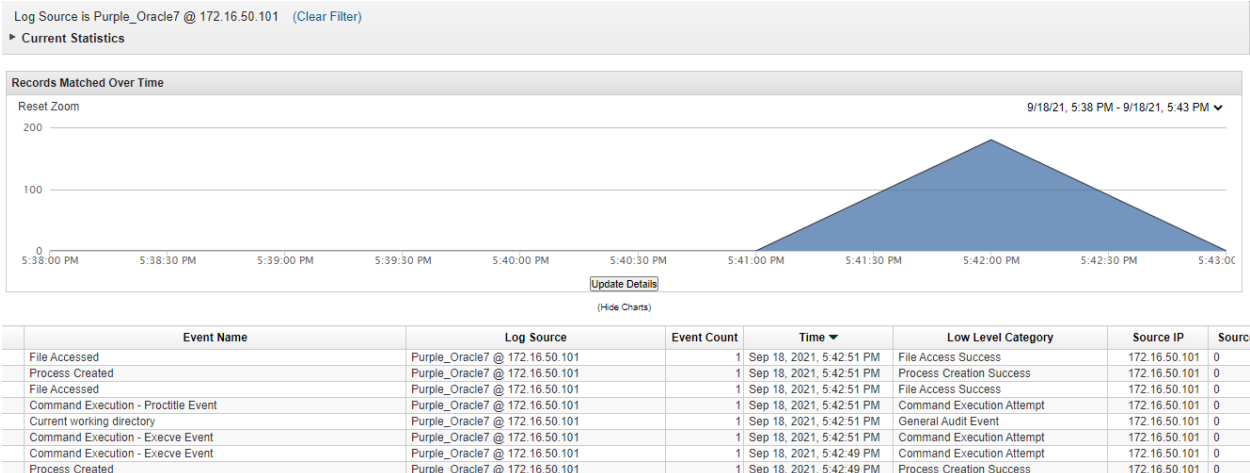 Log Source is Purple_Oracle7 @ 172.16.50.101 (Clear Filter)
Current Statistics
Records Matched Over Time
Reset Zoom 9/18/21, 5:38 PM - 9/18/21, 5:43 PM
200
100
0
5:38:00 PM 5:38:30 PM 5:39:00 PM 5:39:30 PM 5:40:00 PM 5:40:30 PM 5:41:00 PM 5:41:30 PM 5:42:00 PM 5:42:30 PM 5:43:00
Update Details
(Hide Charts)
Event Name Log Source Event Count Time Low Level Category Source IP Source
File Accessed Purple_Oracle7 @ 172.16.50.101 1 Sep 18, 2021, 5:42:51 PM File Access Success 172.16.50.101 0
Process Created Purple_Oracle7 @ 172.16.50.101 1 Sep 18, 2021, 5:42:51 PM Process Creation Success 172.16.50.101 0
File Accessed Purple_Oracle7 @ 172.16.50.101 1 Sep 18, 2021, 5:42:51 PM File Access Success 172.16.50.101 0
Command Execution - Proctitle Event Purple_Oracle7 @ 172.16.50.101 1 Sep 18, 2021, 5:42:51 PM Command Execution Attempt 172.16.50.101 0
Current working directory Purple_Oracle7 @ 172.16.50.101 1 Sep 18, 2021, 5:42:51 PM General Audit Event 172.16.50.101 0
Command Execution - Execve Event Purple_Oracle7 @ 172.16.50.101 1 Sep 18, 2021, 5:42:51 PM Command Execution Attempt 172.16.50.101 0
Command Execution - Execve Event Purple_Oracle7 @ 172.16.50.101 1 Sep 18, 2021, 5:42:49 PM Command Execution Attempt 172.16.50.101 0
Process Created Purple_Oracle7 @ 172.16.50.101 1 Sep 18, 2021, 5:42:49 PM Process Creation Success 172.16.50.101 0